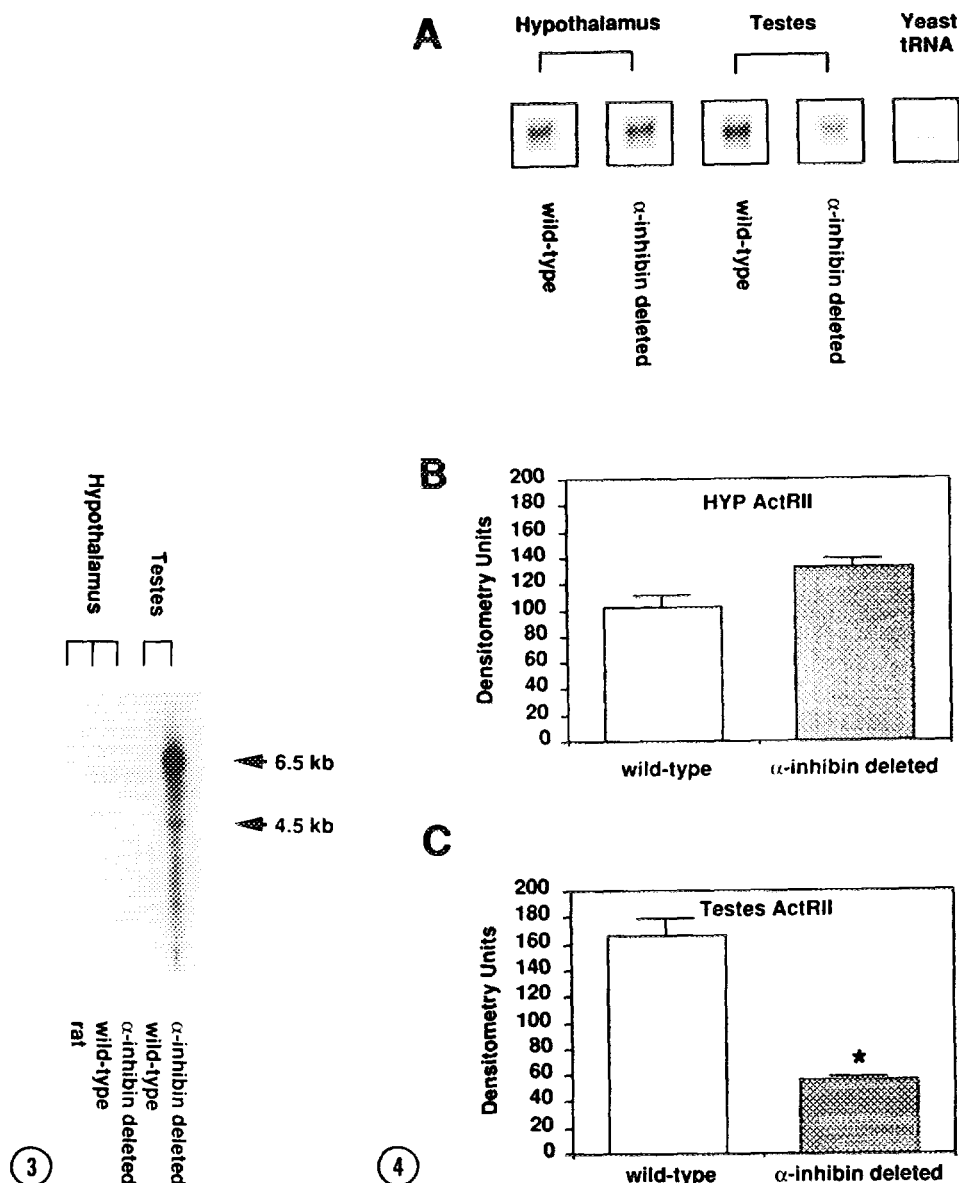 A
Hypothalamus
Testes
Yeast
tRNA
wild-type
α-inhibin deleted
wild-type
α-inhibin deleted
Hypothalamus
Testes
6.5 kb
4.5 kb
rat
wild-type
α-inhibin deleted
wild-type
α-inhibin deleted
3
B
Densitometry Units
200
180
160
140
120
100
80
60
40
20
0
HYP ActRII
wild-type
α-inhibin deleted
C
Densitometry Units
200
180
160
140
120
100
80
60
40
20
0
Testes ActRII
*
wild-type
α-inhibin deleted
4